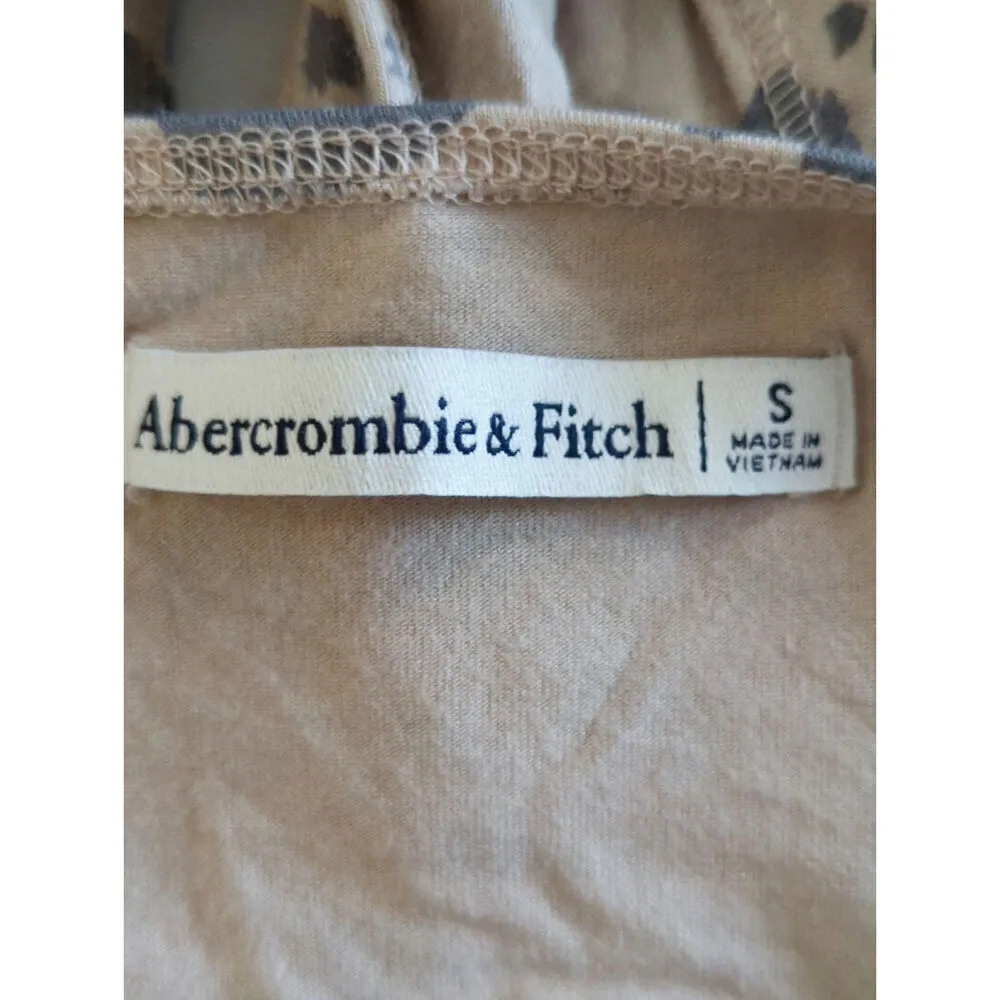 Abercrombie & Fitch | S
MADE IN
VIETNAM